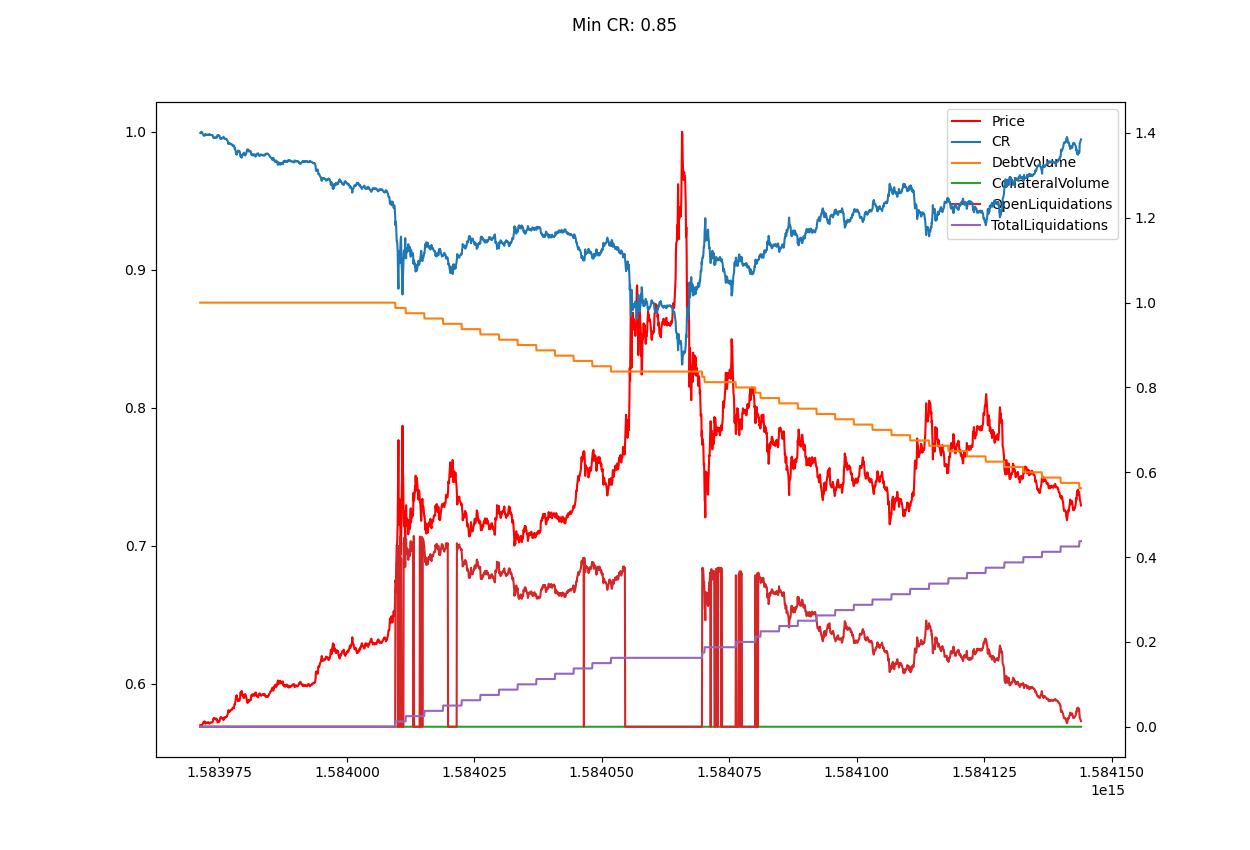 Min CR: 0.85
1.0
0.9
0.8
0.7
0.6
1.4
1.2
1.0
0.8
0.6
0.4
0.2
0.0
Price
CR
DebtVolume
CollateralVolume
OpenLiquidations
TotalLiquidations
1.583975 1.584000 1.584025 1.584050 1.584075 1.584100 1.584125 1.584150
1e15